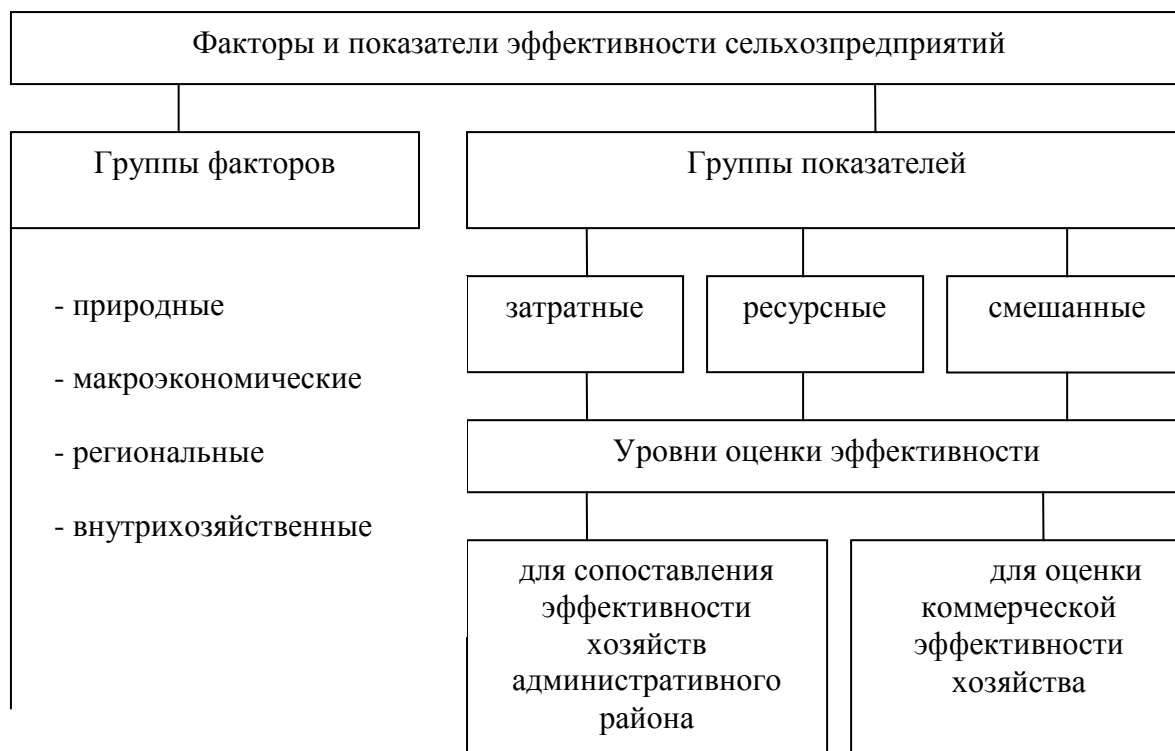 Факторы и показатели эффективности сельхозпредприятий
Группы факторов
Группы показателей
- природные
- макроэкономические
- региональные
- внутрихозяйственные
затратные
ресурсные
смешанные
Уровни оценки эффективности
для сопоставления
эффективности
хозяйств
административного
района
для оценки
коммерческой
эффективности
хозяйства